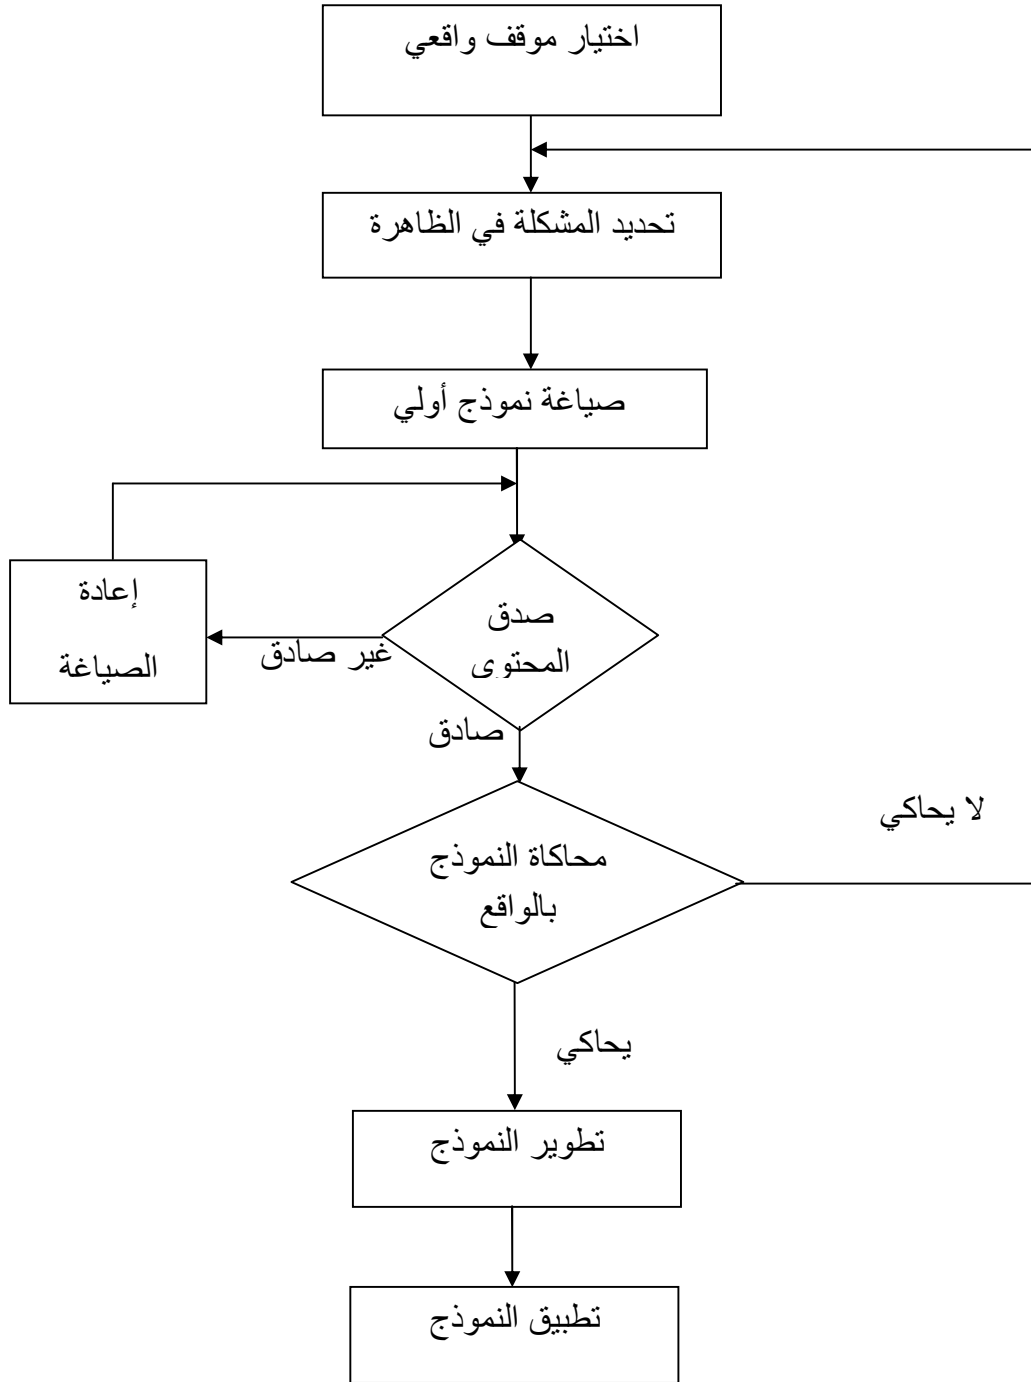 اختيار موقف واقعي
تحديد المشكلة في الظاهرة
صياغة نموذج أولي
صدق
المحتوى
غير صادق
إعادة
الصياغة
صادق
محاكاة النموذج
بالواقع
لا يحاكي
يحاكي
تطوير النموذج
تطبيق النموذج